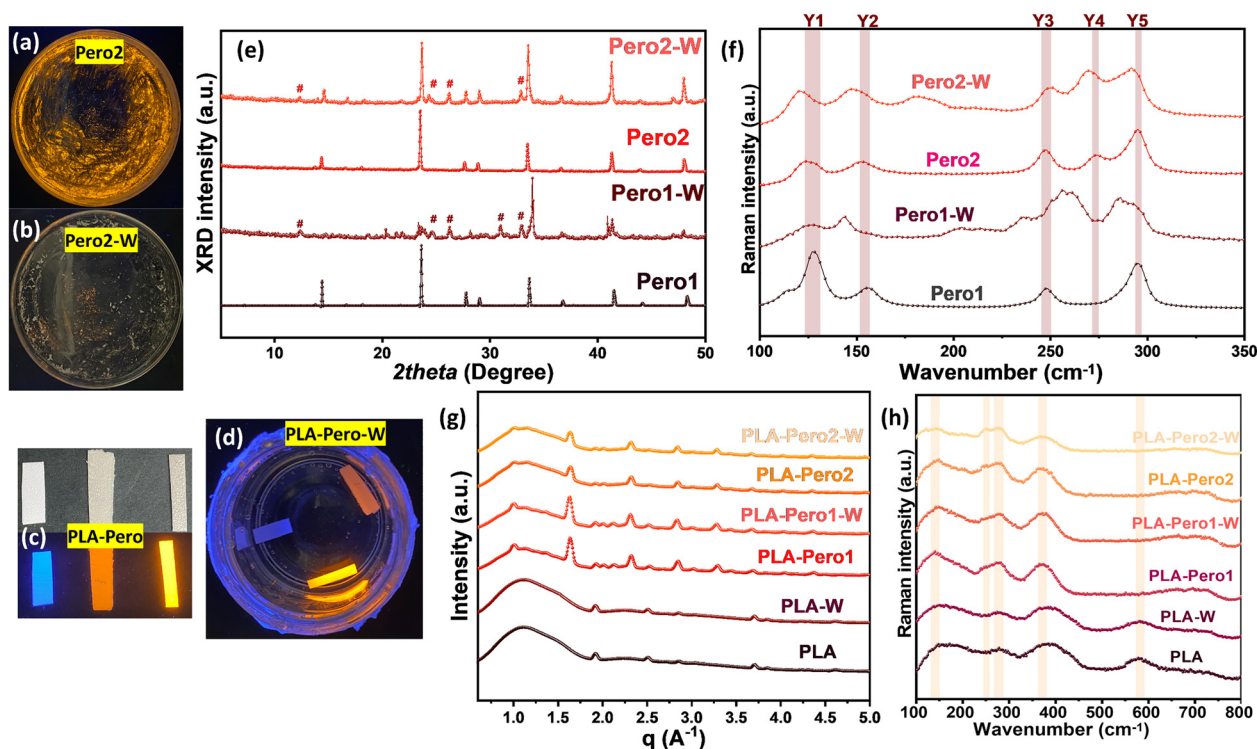 (a)
Pero2
(b)
Pero2-W
(c)
PLA-Pero
(d)
PLA-Pero-W
(e)
Pero2-W
# # # #
Pero2
Pero1-W
# # # # #
Pero1
XRD intensity (a.u.)
0 10 20 30 40 50
2theta (Degree)
Y1 Y2 Y3 Y4 Y5
(f)
Pero2-W
Pero2
Pero1-W
Pero1
Raman intensity (a.u.)
100 150 200 250 300 350
Wavenumber (cm⁻¹)
(g)
PLA-Pero2-W
PLA-Pero2
PLA-Pero1-W
PLA-Pero1
PLA-W
PLA
Intensity (a.u.)
1.0 1.5 2.0 2.5 3.0 3.5 4.0 4.5 5.0
q (A⁻¹)
(h)
PLA-Pero2-W
PLA-Pero2
PLA-Pero1-W
PLA-Pero1
PLA-W
PLA
Raman intensity (a.u.)
100 200 300 400 500 600 700 800
Wavenumber (cm⁻¹)